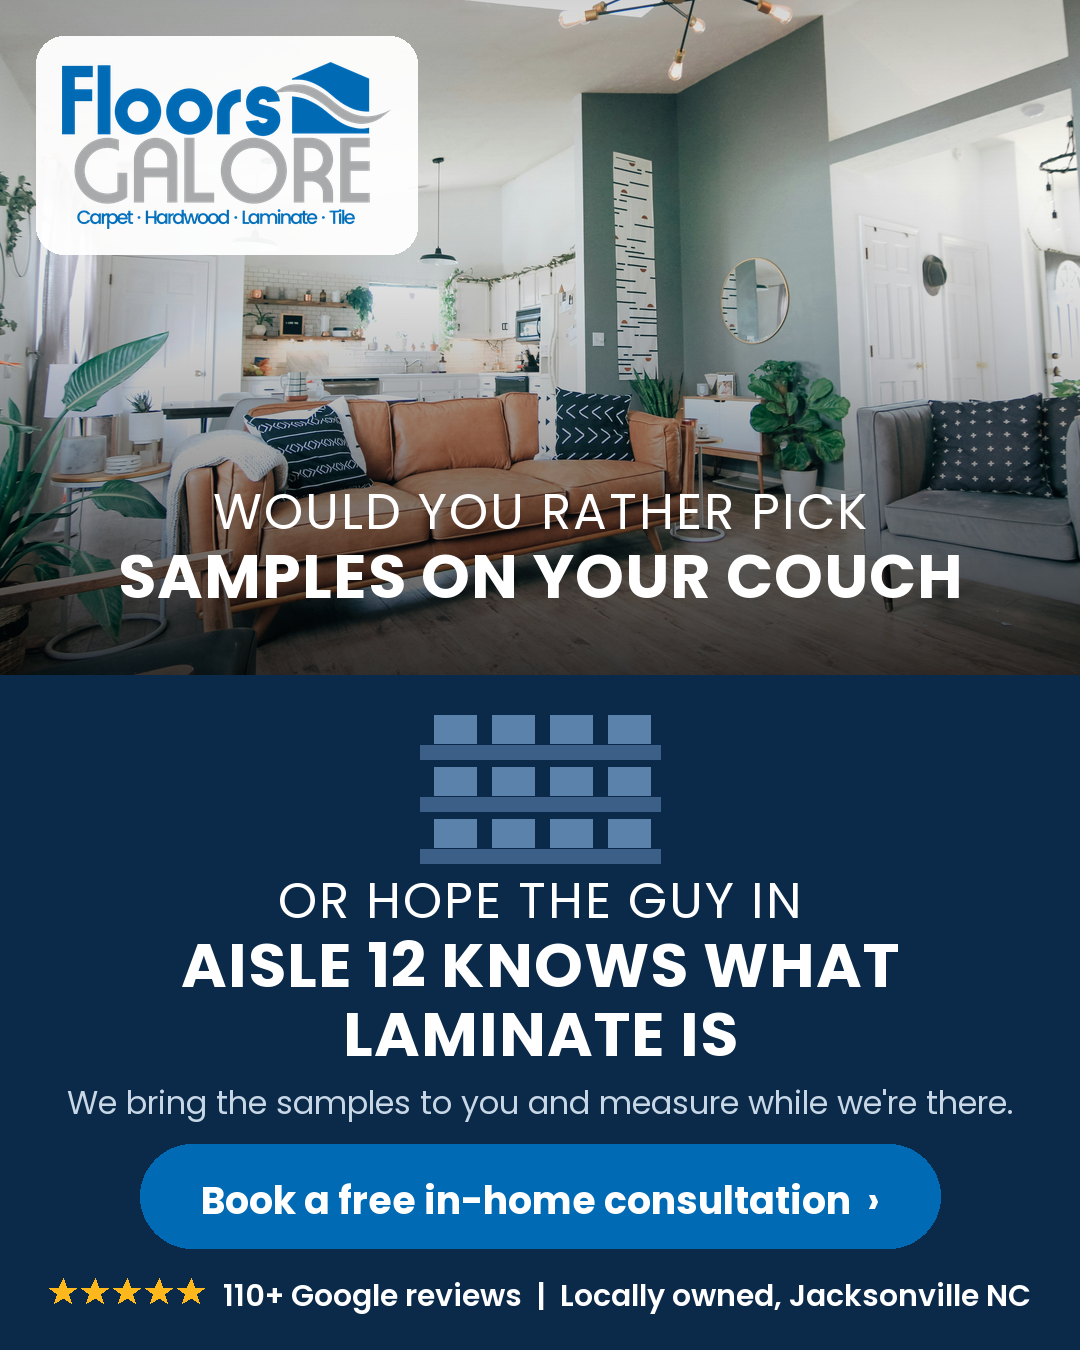 Floors
GALORE
Carpet · Hardwood · Laminate · Tile
WOULD YOU RATHER PICK
SAMPLES ON YOUR COUCH
OR HOPE THE GUY IN
AISLE 12 KNOWS WHAT
LAMINATE IS
We bring the samples to you and measure while we're there.
Book a free in-home consultation ›
★★★★★ 110+ Google reviews | Locally owned, Jacksonville NC